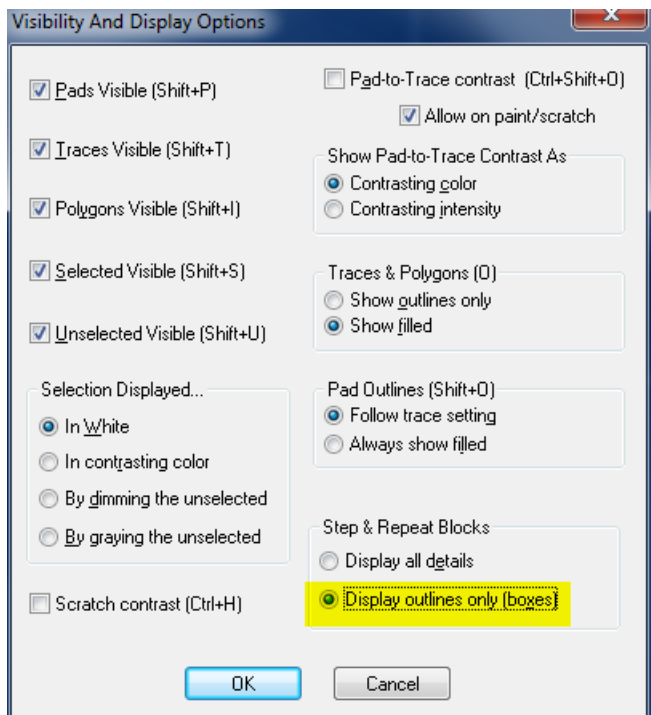 Visibility And Display Options
Pads Visible (Shift+P)
Traces Visible (Shift+T)
Polygons Visible (Shift+I)
Selected Visible (Shift+S)
Unselected Visible (Shift+U)
Selection Displayed...
In White
In contrasting color
By dimming the unselected
By graying the unselected
Scratch contrast (Ctrl+H)
Pad-to-Trace contrast (Ctrl+Shift+O)
Allow on paint/scratch
Show Pad-to-Trace Contrast As
Contrasting color
Contrasting intensity
Traces & Polygons (O)
Show outlines only
Show filled
Pad Outlines (Shift+O)
Follow trace setting
Always show filled
Step & Repeat Blocks
Display all details
Display outlines only (boxes)
OK
Cancel